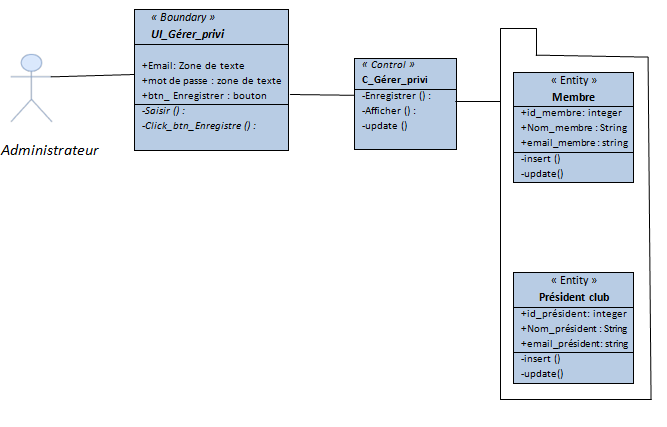 « Boundary »
UI_Gérer_privi
+Email: Zone de texte
+mot de passe : zone de texte
+btn_ Enregistrer : bouton
-Saisir () :
-Click_btn_Enregistre () :
Administrateur
« Control »
C_Gérer_privi
-Enregistrer () :
-Afficher () :
-update ()
« Entity »
Membre
+id_membre: integer
+Nom_membre : String
+email_membre: string
-insert ()
-update()
« Entity »
Président club
+id_président: integer
+Nom_président : String
+email_président: string
-insert ()
-update()